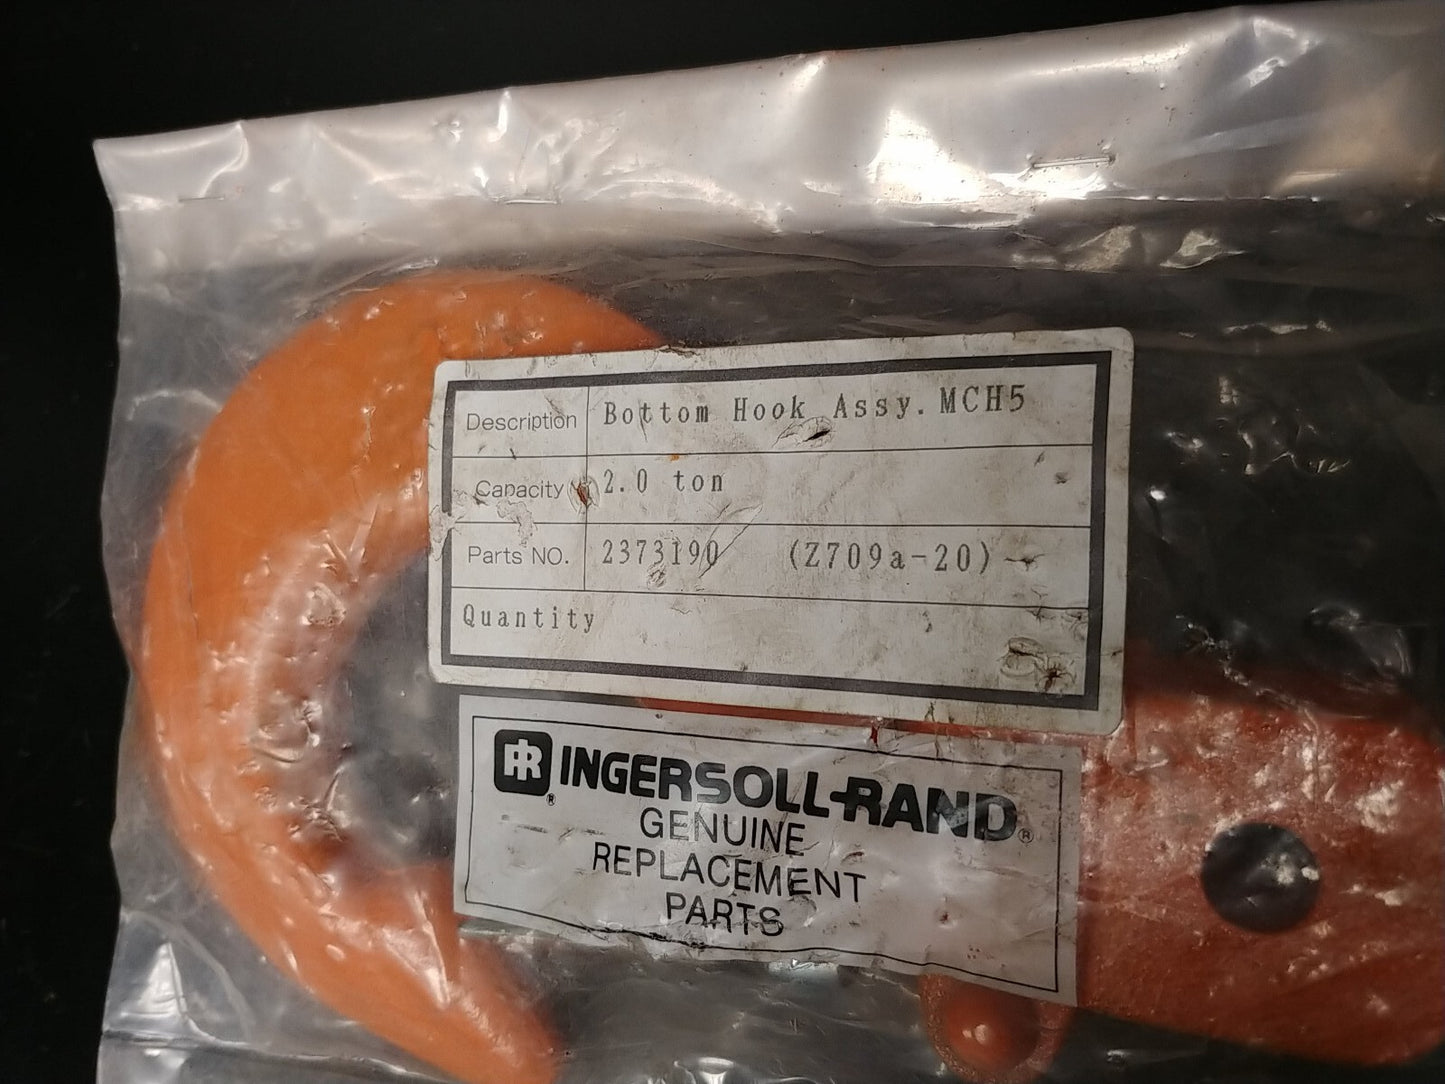 Description Bottom Hook Assy. MCH5
Capacity 2.0 ton
Parts NO. 2373190 (Z709a-20)
Quantity
IR ® INGERSOLL-RAND ®
GENUINE
REPLACEMENT
PARTS